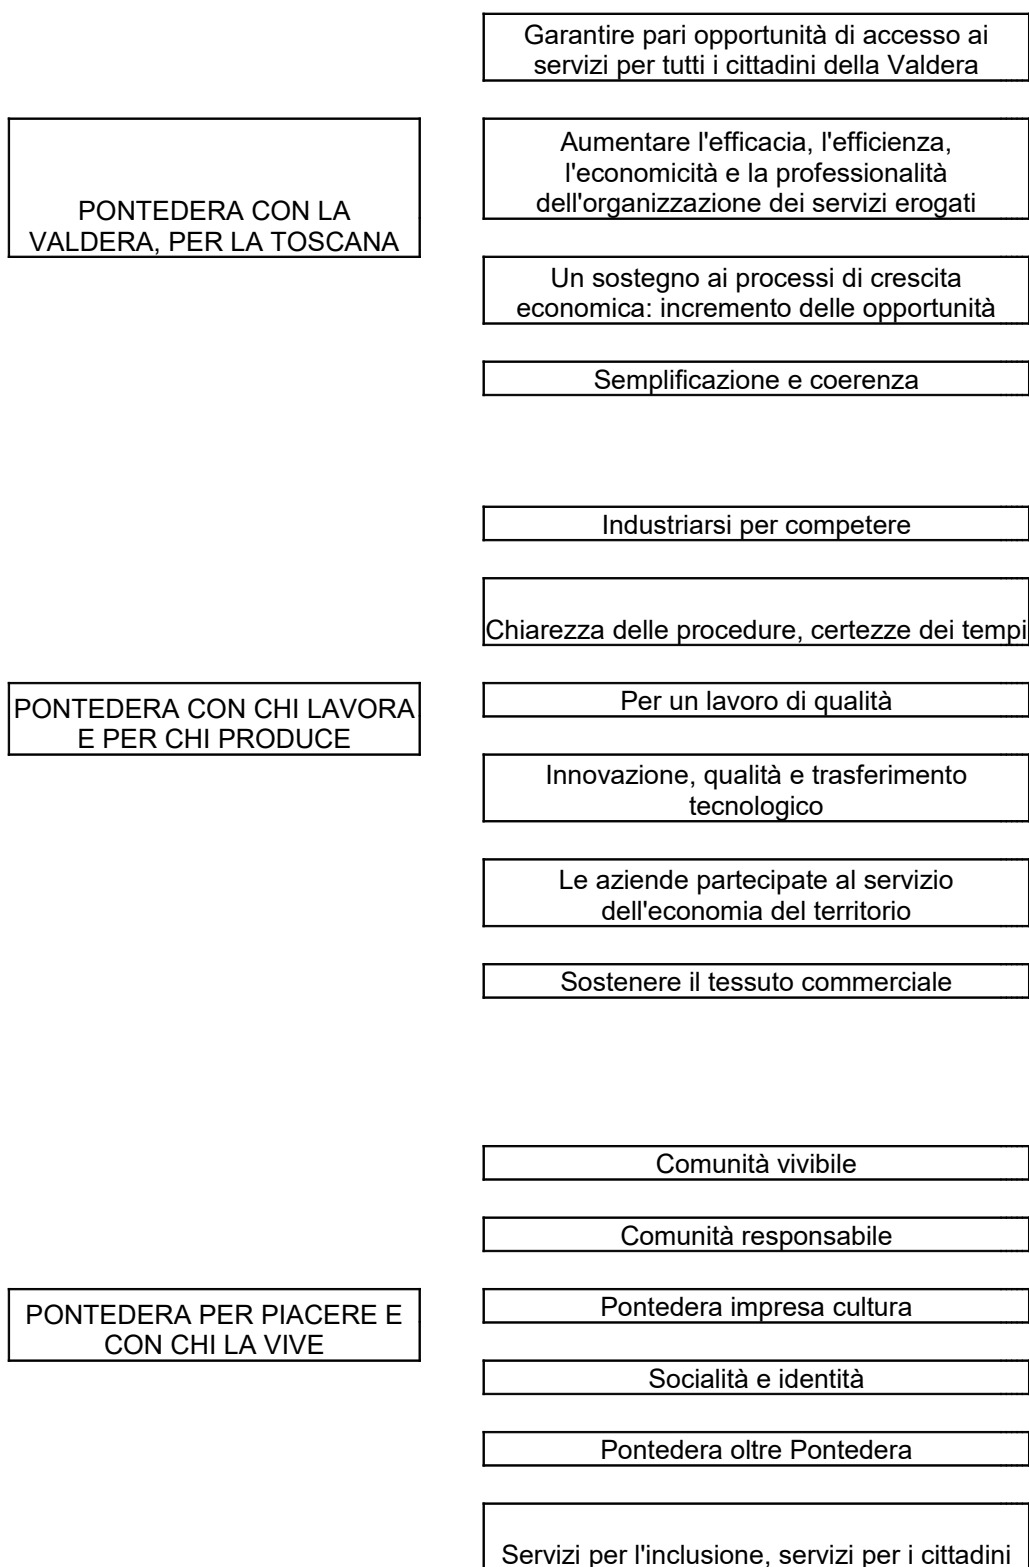 Garantire pari opportunità di accesso ai
servizi per tutti i cittadini della Valdera
PONTEDERA CON LA
VALDERA, PER LA TOSCANA
Aumentare l'efficacia, l'efficienza,
l'economicità e la professionalità
dell'organizzazione dei servizi erogati
Un sostegno ai processi di crescita
economica: incremento delle opportunità
Semplificazione e coerenza
Industriarsi per competere
Chiarezza delle procedure, certezze dei tempi
PONTEDERA CON CHI LAVORA
E PER CHI PRODUCE
Per un lavoro di qualità
Innovazione, qualità e trasferimento
tecnologico
Le aziende partecipate al servizio
dell'economia del territorio
Sostenere il tessuto commerciale
Comunità vivibile
Comunità responsabile
PONTEDERA PER PIACERE E
CON CHI LA VIVE
Pontedera impresa cultura
Socialità e identità
Pontedera oltre Pontedera
Servizi per l'inclusione, servizi per i cittadini